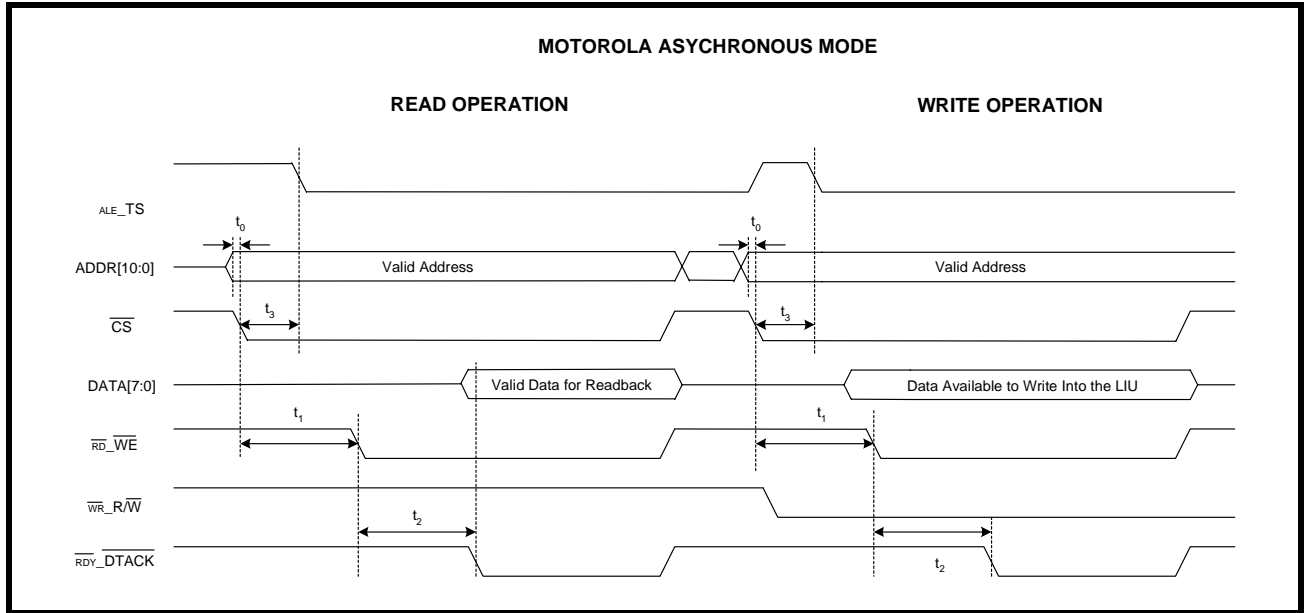 MOTOROLA ASYCHRONOUS MODE
READ OPERATION
WRITE OPERATION
ALE_TS
t0
t0
ADDR[10:0]
Valid Address
Valid Address
CS
t3
t3
DATA[7:0]
Valid Data for Readback
Data Available to Write Into the LIU
t1
t1
RD_WE
WR_R/W
t2
RDY_DTACK
t2